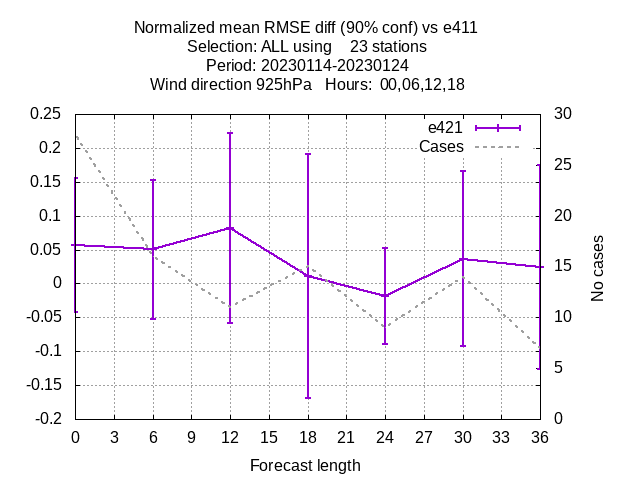 Normalized mean RMSE diff (90% conf) vs e411
Selection: ALL using    23 stations
Period: 20230114-20230124
Wind direction 925hPa   Hours:  00,06,12,18
e421
Cases
0.25
0.2
0.15
0.1
0.05
0
-0.05
-0.1
-0.15
-0.2
30
25
20
15
10
5
0
No cases
0 3 6 9 12 15 18 21 24 27 30 33 36
Forecast length